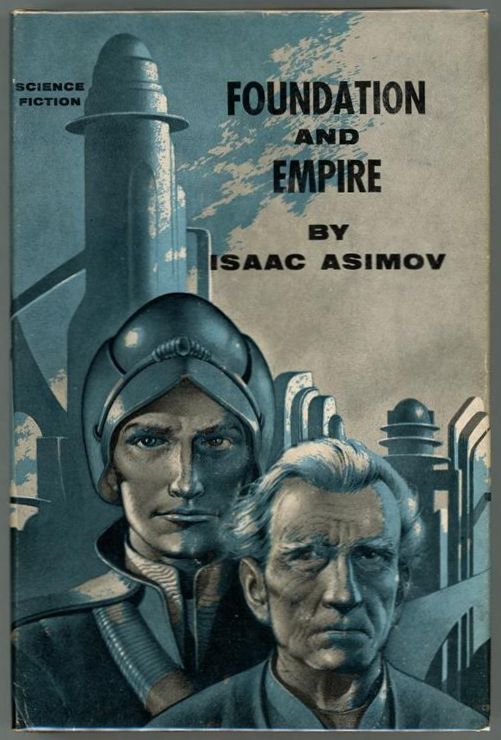 SCIENCE
FICTION
FOUNDATION
AND
EMPIRE
BY
ISAAC ASIMOV